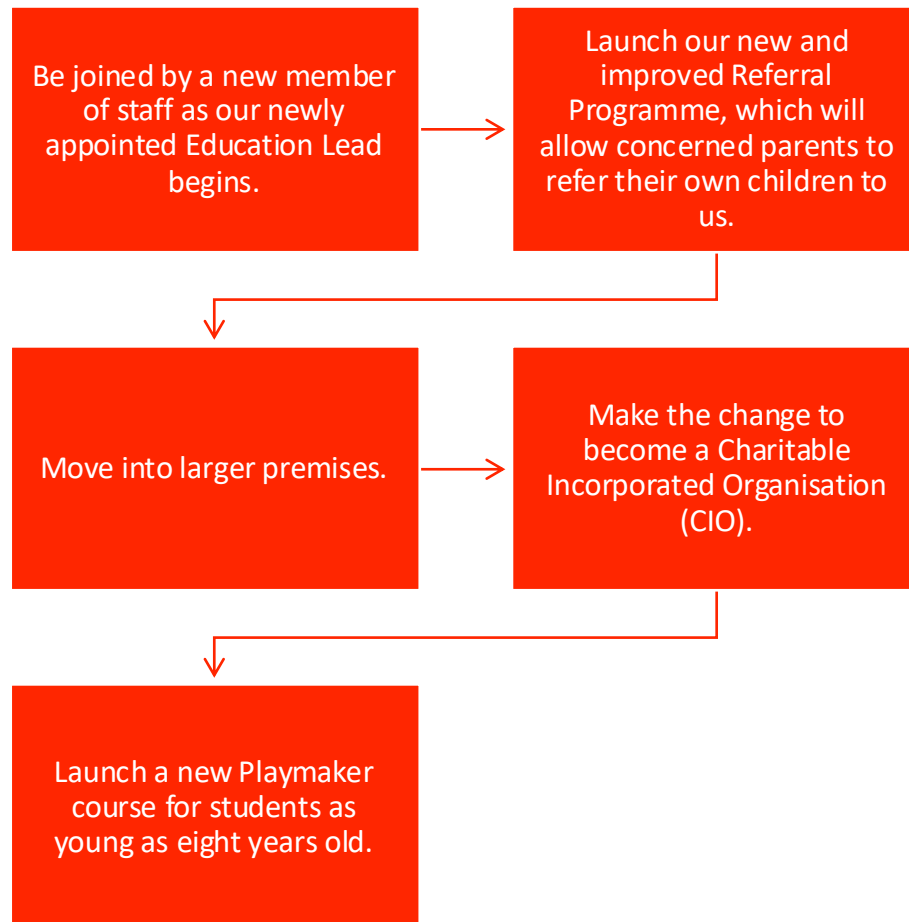 Be joined by a new member
of staff as our newly
appointed Education Lead
begins.
Launch our new and
improved Referral
Programme, which will
allow concerned parents to
refer their own children to
us.
Move into larger premises.
Make the change to
become a Charitable
Incorporated Organisation
(CIO).
Launch a new Playmaker
course for students as
young as eight years old.